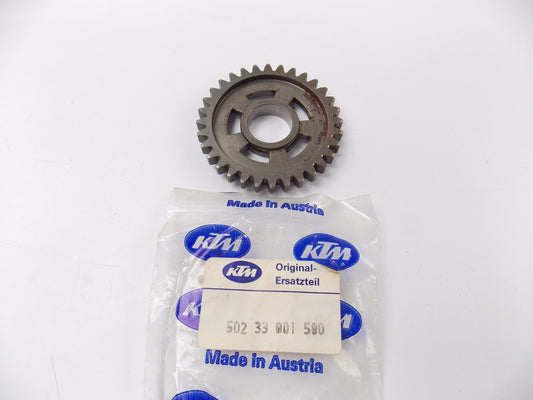 Made in Austria
KTM
KTM
KTM
Original-
Ersatzteil
502 33 001 500
Made in Austria